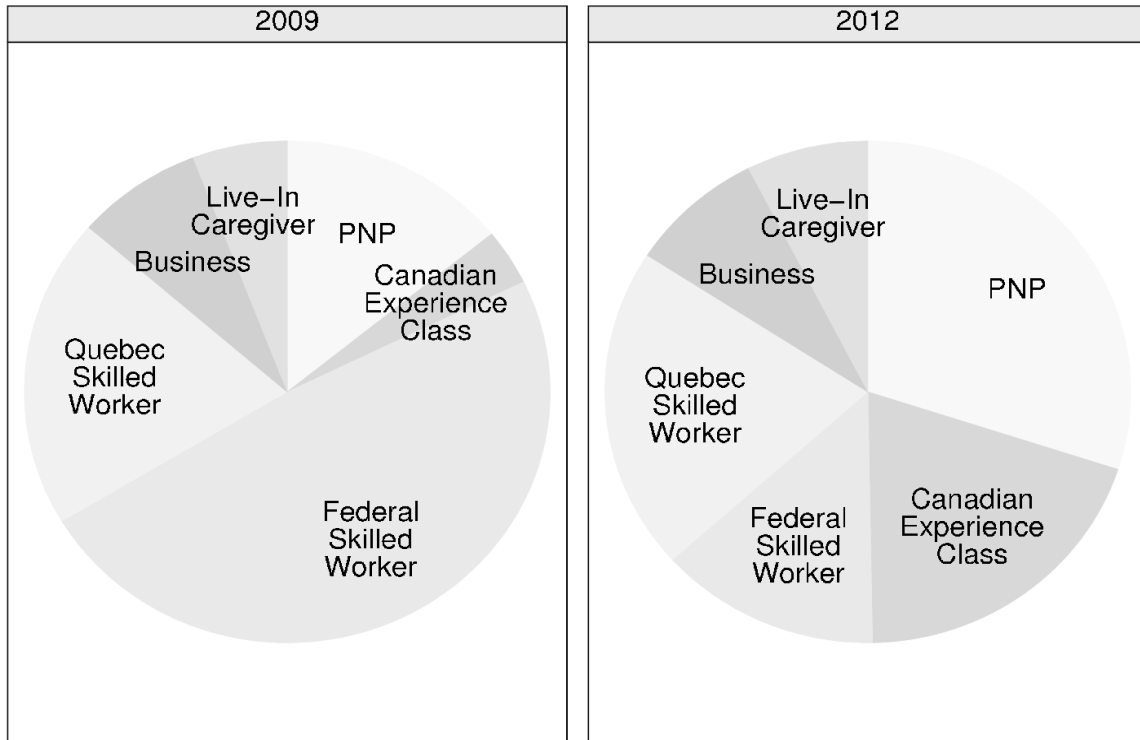 2009
Live−In
Caregiver
PNP
Business
Canadian
Experience
Class
Quebec
Skilled
Worker
Federal
Skilled
Worker
2012
Live−In
Caregiver
Business
PNP
Quebec
Skilled
Worker
Canadian
Experience
Class
Federal
Skilled
Worker